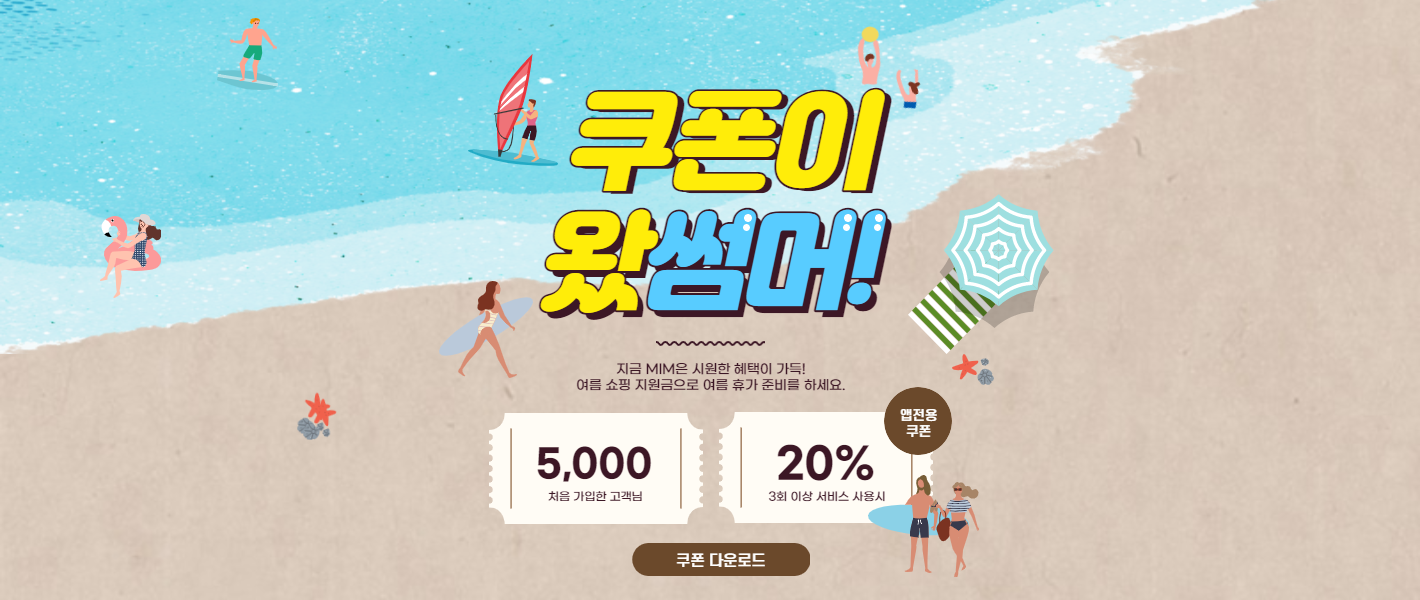 쿠폰이
왔썸머!
지금 MIM은 시원한 혜택이 가득!
여름 쇼핑 지원금으로 여름 휴가 준비를 하세요.
5,000
처음 가입한 고객님
앱전용
쿠폰
20%
3회 이상 서비스 사용시
쿠폰 다운로드